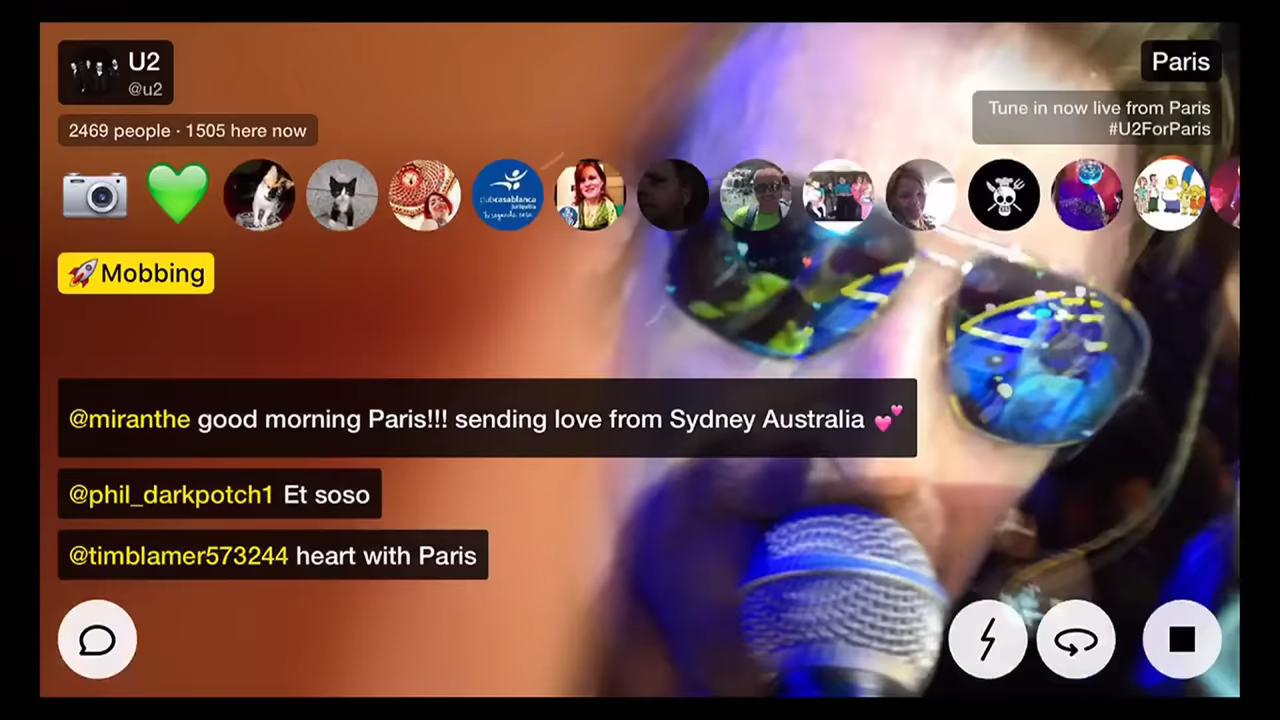 U2
@u2
Paris
2469 people · 1505 here now
Tune in now live from Paris
#U2ForParis
clubcasablanca
🚀Mobbing
@miranthe good morning Paris!!! sending love from Sydney Australia 💕
@phil_darkpotch1 Et soso
@timblamer573244 heart with Paris